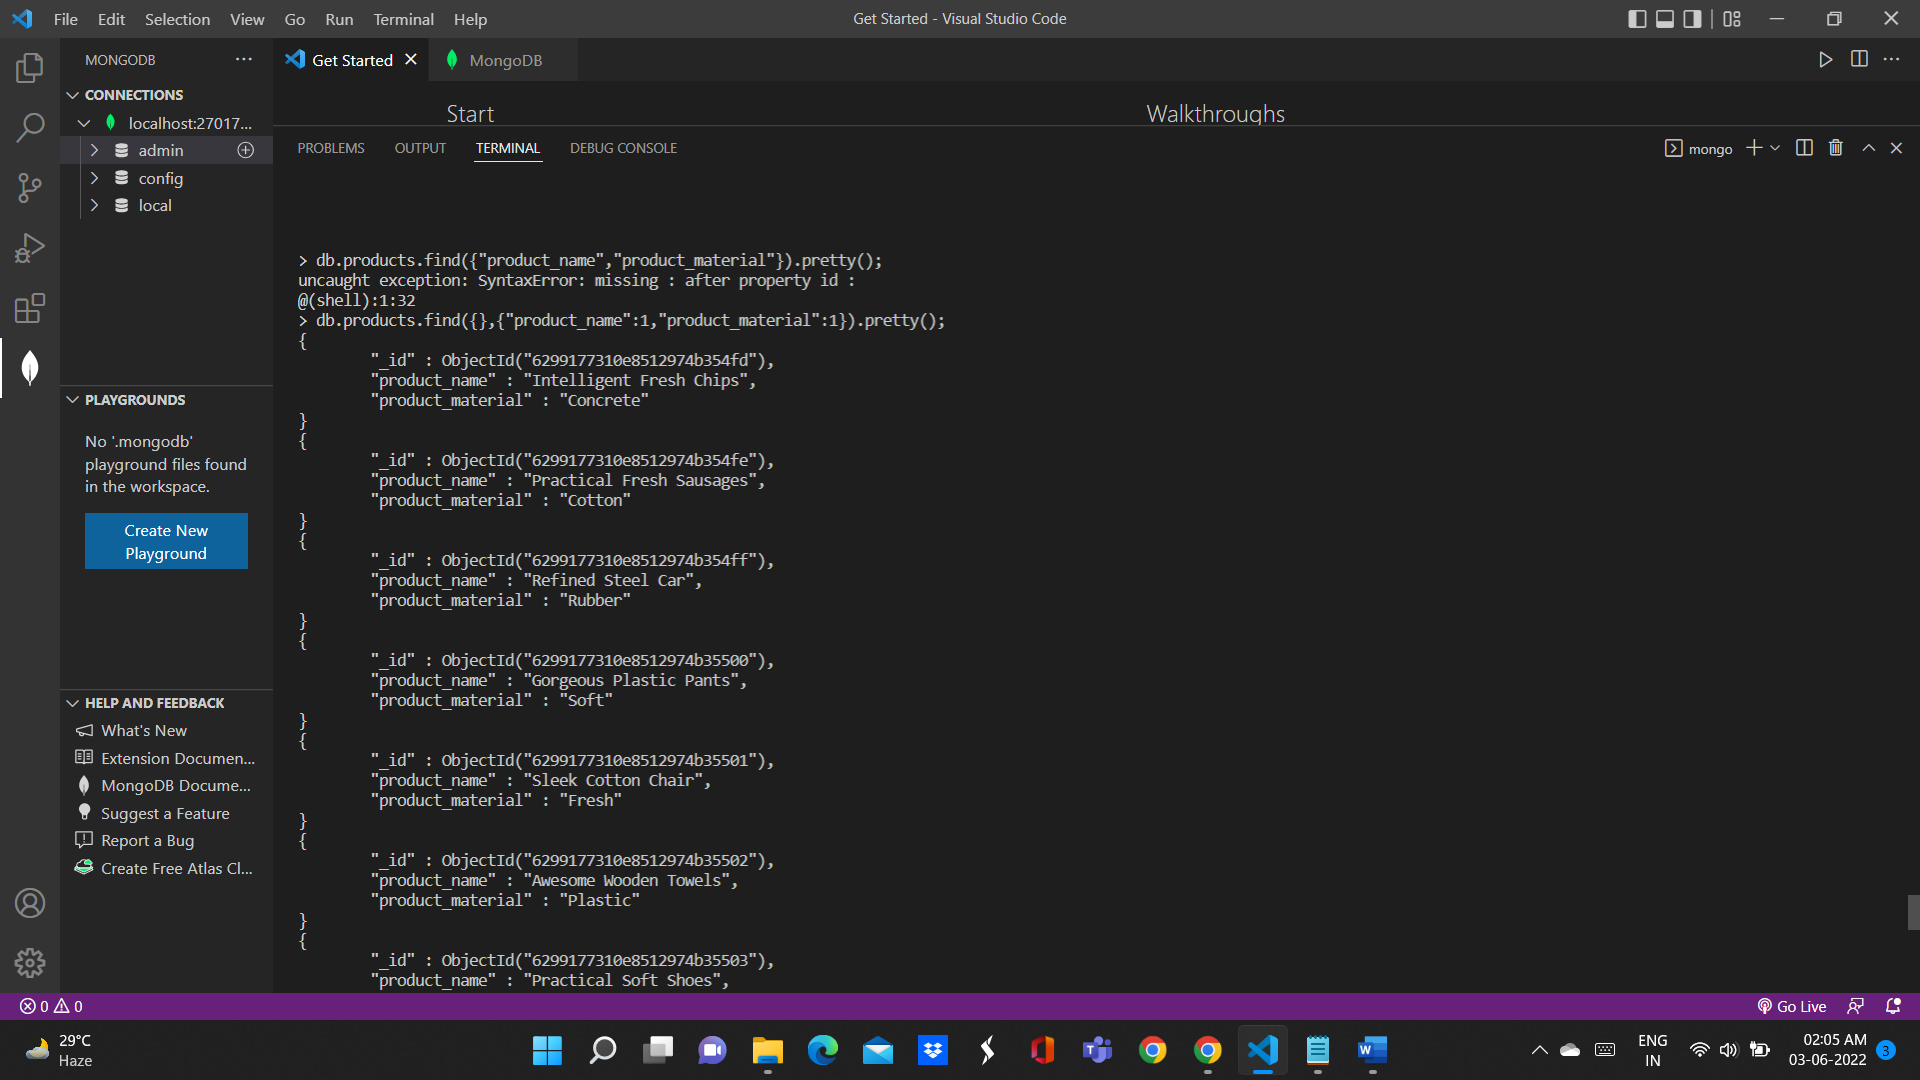 File Edit Selection View Go Run Terminal Help
Get Started - Visual Studio Code
MONGODB
Get Started
MongoDB
CONNECTIONS
localhost:27017...
admin
config
local
Start
Walkthroughs
PROBLEMS OUTPUT TERMINAL DEBUG CONSOLE
mongo
> db.products.find({"product_name","product_material"}).pretty();
uncaught exception: SyntaxError: missing : after property id :
@(shell):1:32
> db.products.find({},{"product_name":1,"product_material":1}).pretty();
{
"_id" : ObjectId("6299177310e8512974b354fd"),
"product_name" : "Intelligent Fresh Chips",
"product_material" : "Concrete"
}
{
"_id" : ObjectId("6299177310e8512974b354fe"),
"product_name" : "Practical Fresh Sausages",
"product_material" : "Cotton"
}
{
"_id" : ObjectId("6299177310e8512974b354ff"),
"product_name" : "Refined Steel Car",
"product_material" : "Rubber"
}
{
"_id" : ObjectId("6299177310e8512974b35500"),
"product_name" : "Gorgeous Plastic Pants",
"product_material" : "Soft"
}
{
"_id" : ObjectId("6299177310e8512974b35501"),
"product_name" : "Sleek Cotton Chair",
"product_material" : "Fresh"
}
{
"_id" : ObjectId("6299177310e8512974b35502"),
"product_name" : "Awesome Wooden Towels",
"product_material" : "Plastic"
}
{
"_id" : ObjectId("6299177310e8512974b35503"),
"product_name" : "Practical Soft Shoes",
PLAYGROUNDS
No '.mongodb'
playground files found
in the workspace.
Create New
Playground
HELP AND FEEDBACK
What's New
Extension Documen...
MongoDB Docume...
Suggest a Feature
Report a Bug
Create Free Atlas Cl...
0 0
Go Live
29°C
Haze
ENG
IN
02:05 AM
03-06-2022
3